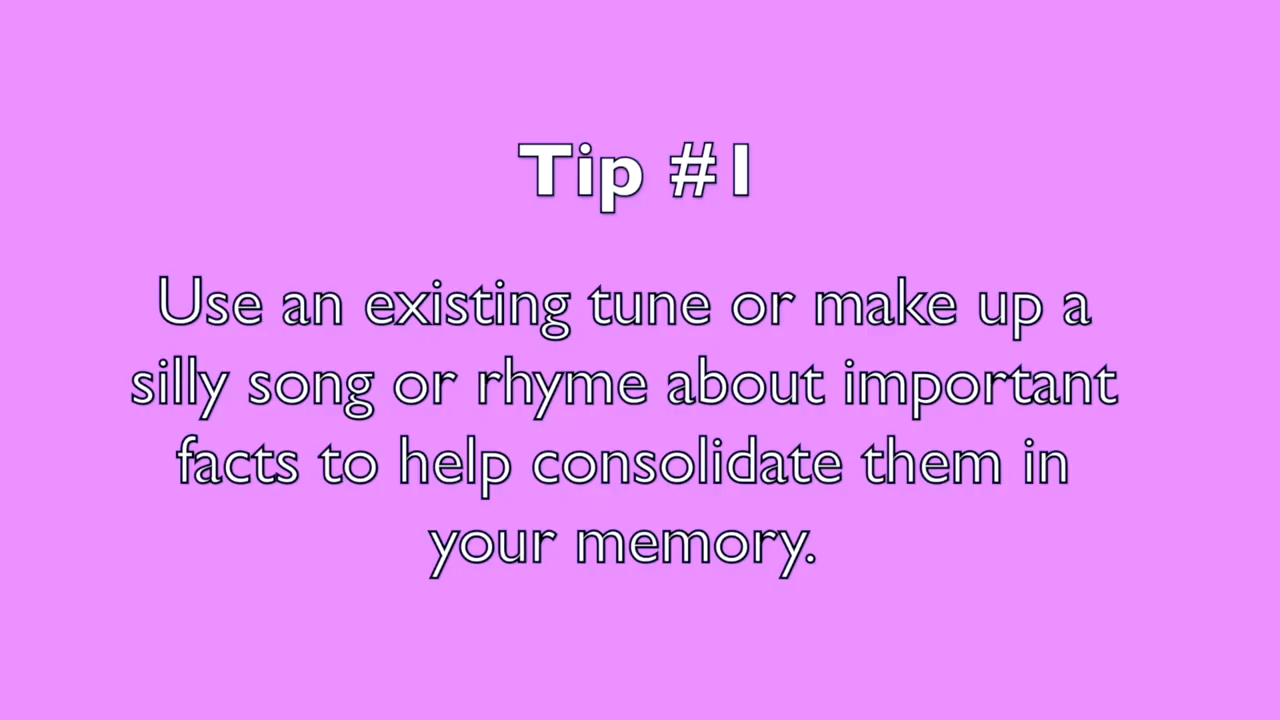 Tip #1
Use an existing tune or make up a
silly song or rhyme about important
facts to help consolidate them in
your memory.